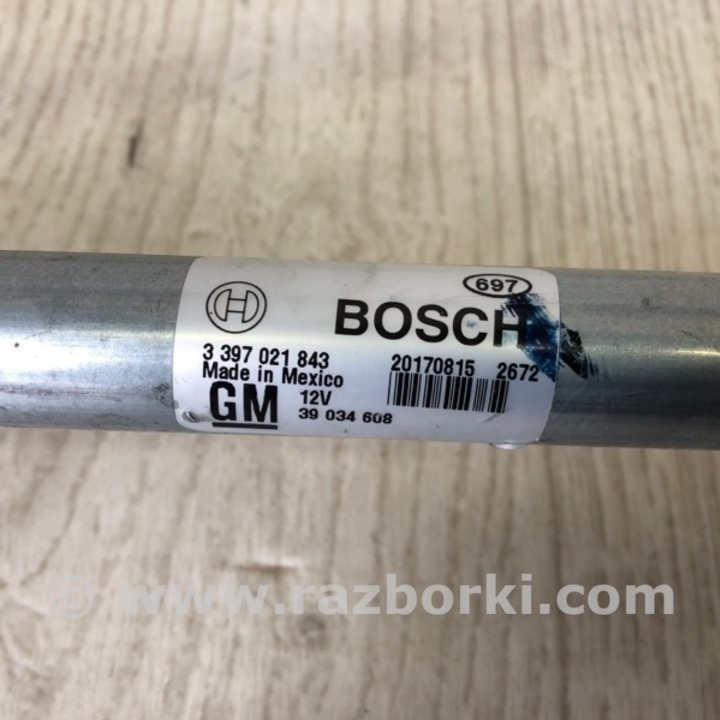 697
BOSCH
3 397 021 843
Made in Mexico
GM
12V
39 034 608
20170815 2672
© www.razborki.com